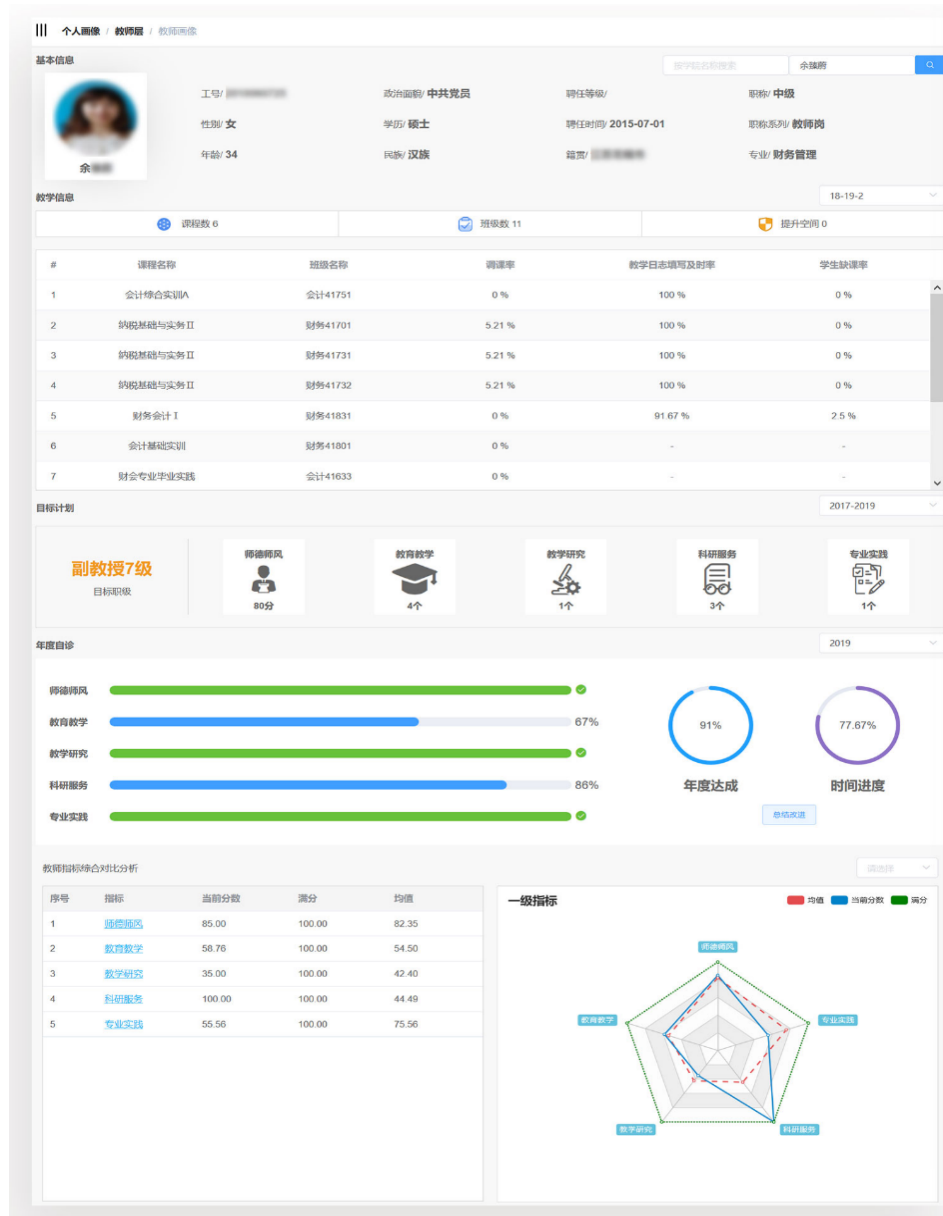 个人画像 / 教师层 / 教师画像
基本信息
按学院名称搜索 余臻蔚
工号/ 政治面貌/ 中共党员 聘任等级/ 职称/ 中级
性别/ 女 学历/ 硕士 聘任时间/ 2015-07-01 职称系列/ 教师岗
年龄/ 34 民族/ 汉族 籍贯/ 专业/ 财务管理
余
教学信息 18-19-2
课程数 6 班级数 11 提升空间 0
# 课程名称 班级名称 调课率 教学日志填写及时率 学生缺课率
1 会计综合实训A 会计41751 0 % 100 % 0 %
2 纳税基础与实务Ⅱ 财务41701 5.21 % 100 % 0 %
3 纳税基础与实务Ⅱ 财务41731 5.21 % 100 % 0 %
4 纳税基础与实务Ⅱ 财务41732 5.21 % 100 % 0 %
5 财务会计Ⅰ 财务41831 0 % 91.67 % 2.5 %
6 会计基础实训 财务41801 0 % - -
7 财会专业毕业实践 会计41633 0 % - -
目标计划 2017-2019
副教授7级 师德师风 教育教学 教学研究 科研服务 专业实践
目标职级 80分 4个 1个 3个 1个
年度自诊 2019
师德师风
教育教学 67%
教学研究
科研服务 86%
专业实践
91% 77.67%
年度达成 时间进度
总结改进
教师指标综合对比分析 请选择
序号 指标 当前分数 满分 均值
1 师德师风 85.00 100.00 82.35
2 教育教学 58.76 100.00 54.50
3 教学研究 35.00 100.00 42.40
4 科研服务 100.00 100.00 44.49
5 专业实践 55.56 100.00 75.56
一级指标 均值 当前分数 满分
师德师风
教育教学 专业实践
教学研究 科研服务